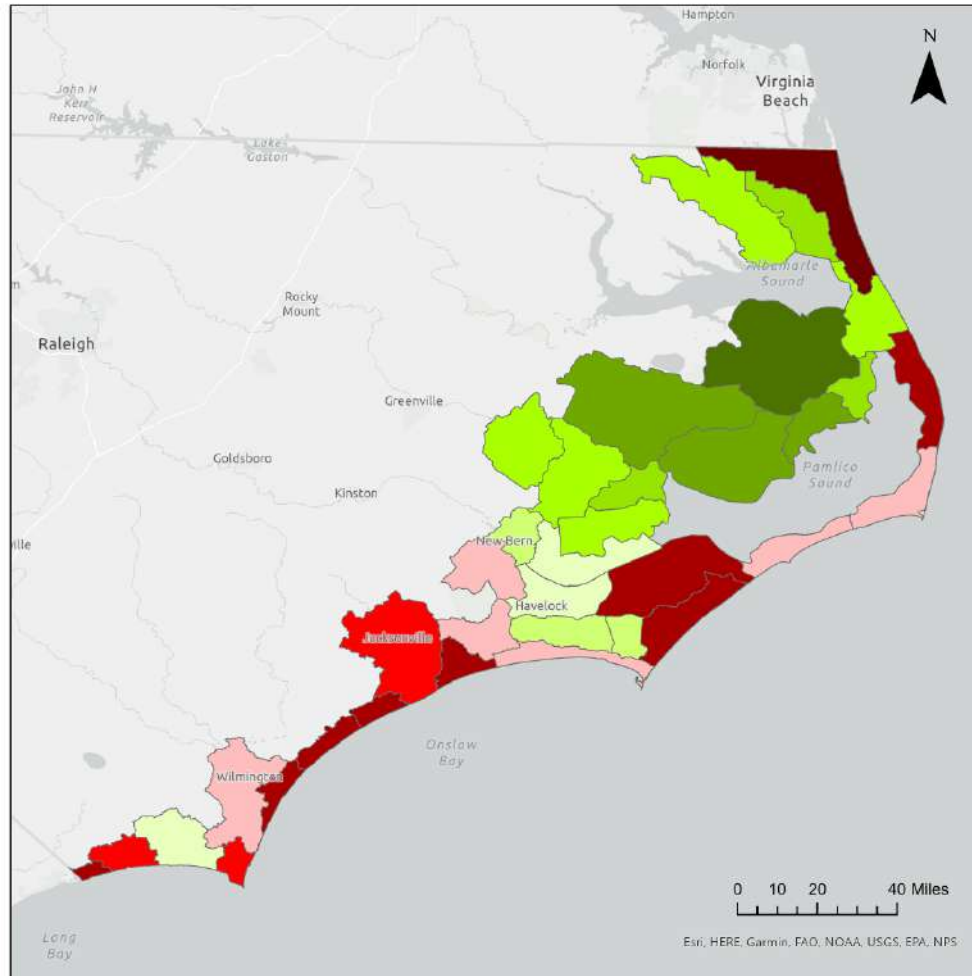 Hampton
N
Norfolk
Virginia
Beach
John H
Kerr
Reservoir
Lake
Gaston
Albemarle
Sound
Rocky
Mount
Raleigh
Greenville
Goldsboro
Pamlico
Sound
Kinston
ville
New Bern
Havelock
Jacksonville
Onslow
Bay
Wilmington
0 10 20 40 Miles
Long
Bay
Esri, HERE, Garmin, FAO, NOAA, USGS, EPA, NPS